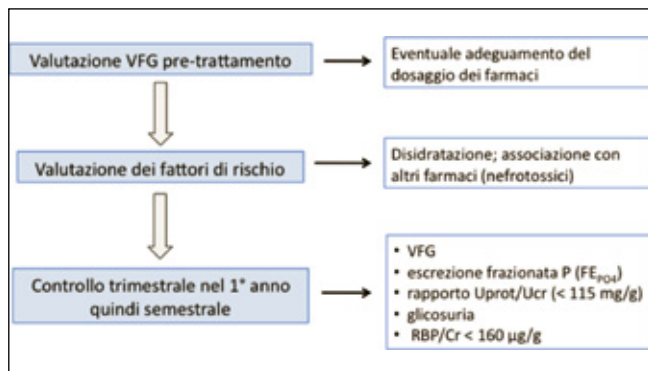 Valutazione VFG pre-trattamento
Eventuale adeguamento del
dosaggio dei farmaci
Valutazione dei fattori di rischio
Disidratazione; associazione con
altri farmaci (nefrotossici)
Controllo trimestrale nel 1° anno
quindi semestrale
• VFG
• escrezione frazionata P (FEPO4)
• rapporto Uprot/Ucr (< 115 mg/g)
• glicosuria
• RBP/Cr < 160 µg/g